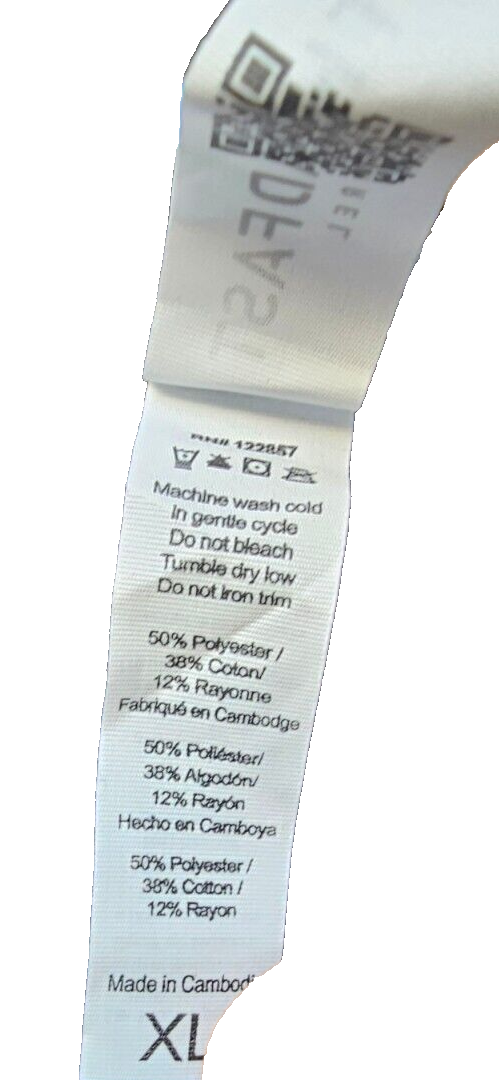 RN# 122857
Machine wash cold
In gentle cycle
Do not bleach
Tumble dry low
Do not Iron trim
50% Polyester /
38% Coton/
12% Rayonne
Fabriqué en Cambodge
50% Poliéster/
38% Algodón/
12% Rayón
Hecho en Camboya
50% Polyester /
38% Cotton /
12% Rayon
Made in
XL